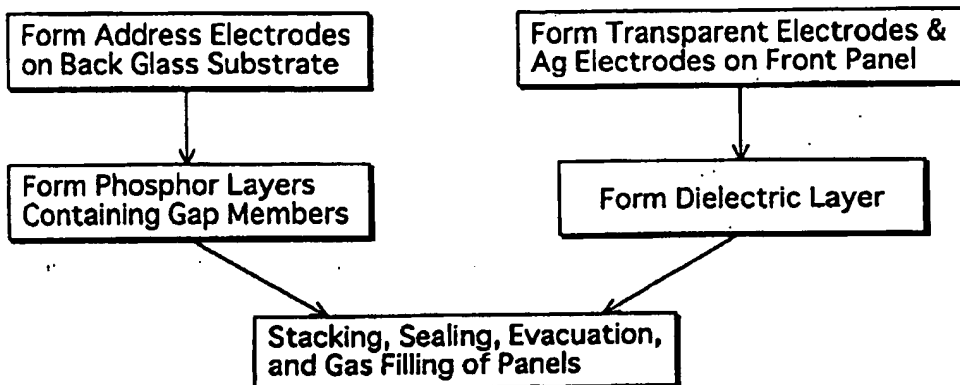 Form Address Electrodes
on Back Glass Substrate
Form Transparent Electrodes &
Ag Electrodes on Front Panel
Form Phosphor Layers
Containing Gap Members
Form Dielectric Layer
Stacking, Sealing, Evacuation,
and Gas Filling of Panels